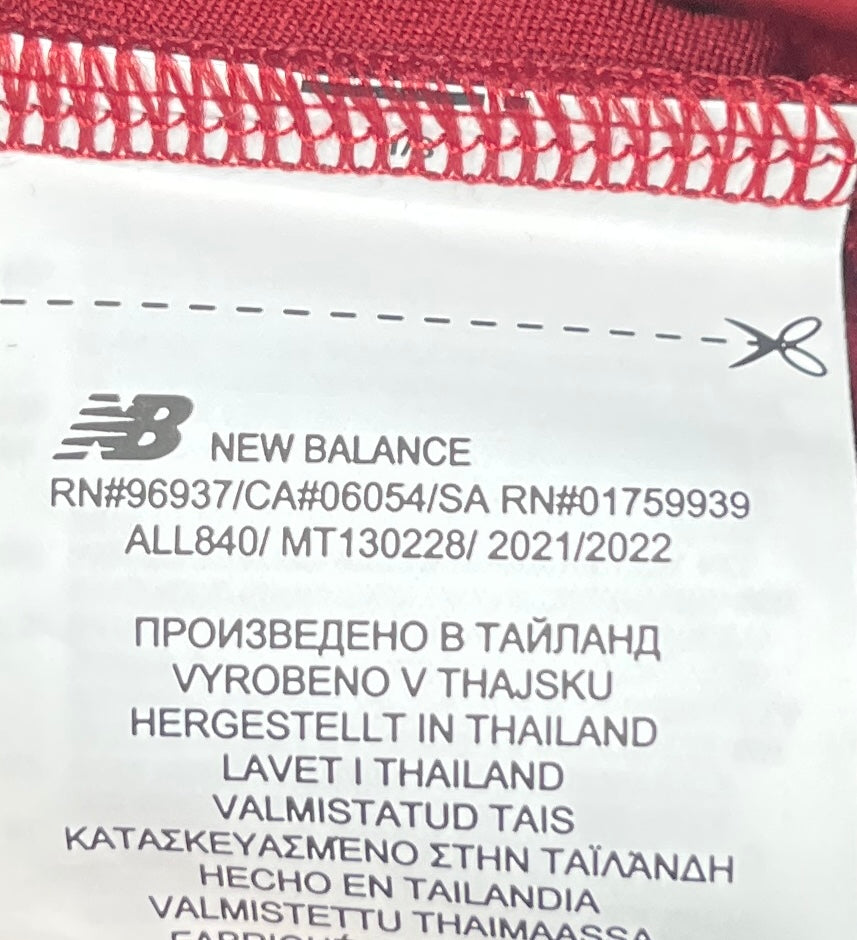 NB NEW BALANCE
RN#96937/CA#06054/SA RN#01759939
ALL840/ MT130228/ 2021/2022
ПРОИЗВЕДЕНО В ТАЙЛАНД
VYROBENO V THAJSKU
HERGESTELLT IN THAILAND
LAVET I THAILAND
VALMISTATUD TAIS
ΚΑΤΑΣΚΕΥΑΣΜΈΝΟ ΣΤΗΝ ΤΑΪΛΆΝΔΗ
HECHO EN TAILANDIA
VALMISTETTU THAIMAASSA